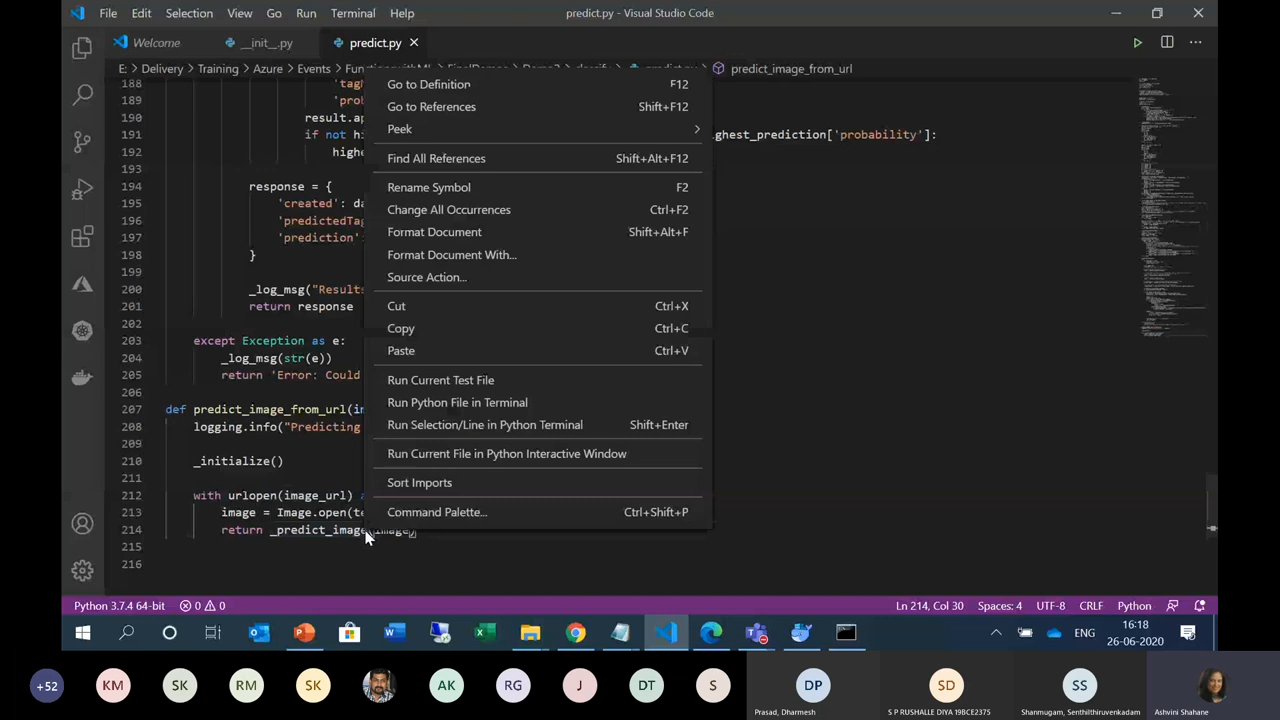 File Edit Selection View Go Run Terminal Help predict.py - Visual Studio Code
Welcome __init__.py predict.py
E: > Delivery > Training > Azure > Events > predict_image_from_url
188
189
190 result.ap
191 if not hi ghest_prediction['probability']:
192 highe
193
194 response = {
195 'created': da
196 'predictedTag
197 'prediction'
198 }
199
200 _log_msg("Results
201 return response
202
203 except Exception as e:
204 _log_msg(str(e))
205 return 'Error: Could
206
207 def predict_image_from_url(im
208 logging.info("Predicting
209
210 _initialize()
211
212 with urlopen(image_url) a
213 image = Image.open(te
214 return _predict_image(image)
215
216
Go to Definition F12
Go to References Shift+F12
Peek >
Find All References Shift+Alt+F12
Rename Symbol F2
Change All Occurrences Ctrl+F2
Format Document Shift+Alt+F
Format Document With...
Source Action...
Cut Ctrl+X
Copy Ctrl+C
Paste Ctrl+V
Run Current Test File
Run Python File in Terminal
Run Selection/Line in Python Terminal Shift+Enter
Run Current File in Python Interactive Window
Sort Imports
Command Palette... Ctrl+Shift+P
Python 3.7.4 64-bit 0 0 Ln 214, Col 30 Spaces: 4 UTF-8 CRLF Python
ENG 16:18
26-06-2020
+52 KM SK RM SK AK RG J DT S DP SD SS
Prasad, Dharmesh S P RUSHALLE DIYA 19BCE2375 Shanmugam, Senthilthiruvenkadam Ashvini Shahane